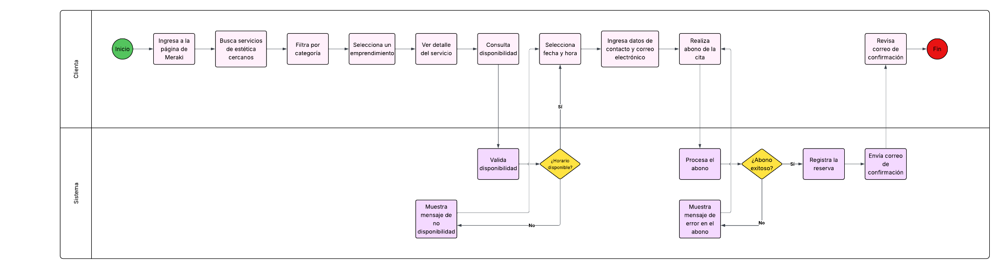 Clienta
Inicio
Ingresa a la
página de
Meraki
Busca servicios
de estética
cercanos
Filtra por
categoría
Selecciona un
emprendimiento
Ver detalle
del servicio
Consulta
disponibilidad
Selecciona
fecha y hora
Ingresa datos de
contacto y correo
electrónico
Realiza
abono de la
cita
Revisa
correo de
confirmación
Fin
Sí
Sistema
Valida
disponibilidad
¿Horario
disponible?
Procesa el
abono
¿Abono
exitoso?
Sí
Registra la
reserva
Envía correo
de
confirmación
Muestra
mensaje de
no
disponibilidad
No
Muestra
mensaje de
error en el
abono
No